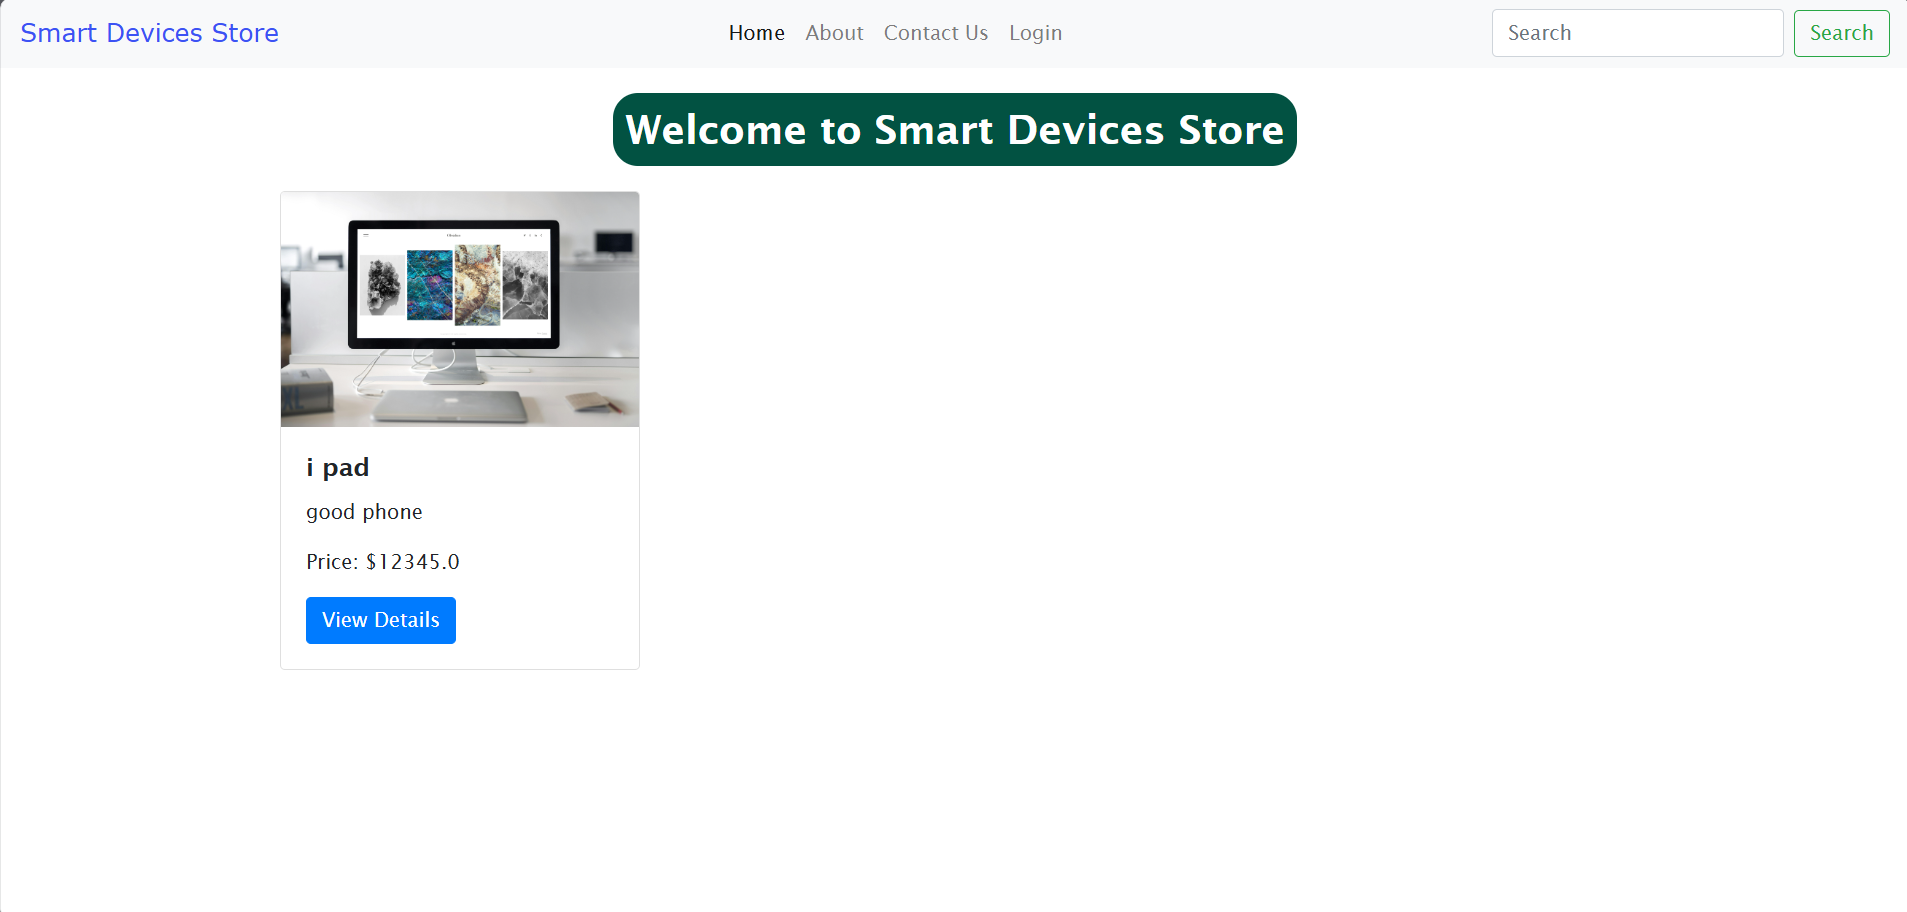 Smart Devices Store
Home About Contact Us Login
Search Search
Welcome to Smart Devices Store
i pad
good phone
Price: $12345.0
View Details